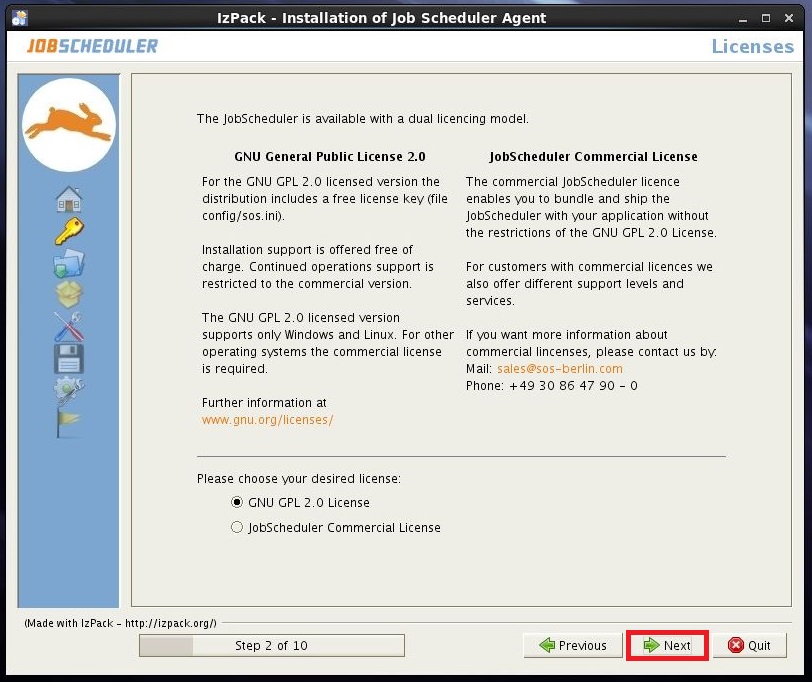 IzPack - Installation of Job Scheduler Agent
JOBSCHEDULER
Licenses
The JobScheduler is available with a dual licencing model.
GNU General Public License 2.0
For the GNU GPL 2.0 licensed version the
distribution includes a free license key (file
config/sos.ini).
Installation support is offered free of
charge. Continued operations support is
restricted to the commercial version.
The GNU GPL 2.0 licensed version
supports only Windows and Linux. For other
operating systems the commercial license
is required.
Further information at
www.gnu.org/licenses/
JobScheduler Commercial License
The commercial JobScheduler licence
enables you to bundle and ship the
JobScheduler with your application without
the restrictions of the GNU GPL 2.0 License.
For customers with commercial licences we
also offer different support levels and
services.
If you want more information about
commercial lincenses, please contact us by:
Mail: sales@sos-berlin.com
Phone: +49 30 86 47 90 - 0
Please choose your desired license:
GNU GPL 2.0 License
JobScheduler Commercial License
(Made with IzPack - http://izpack.org/)
Step 2 of 10
Previous
Next
Quit